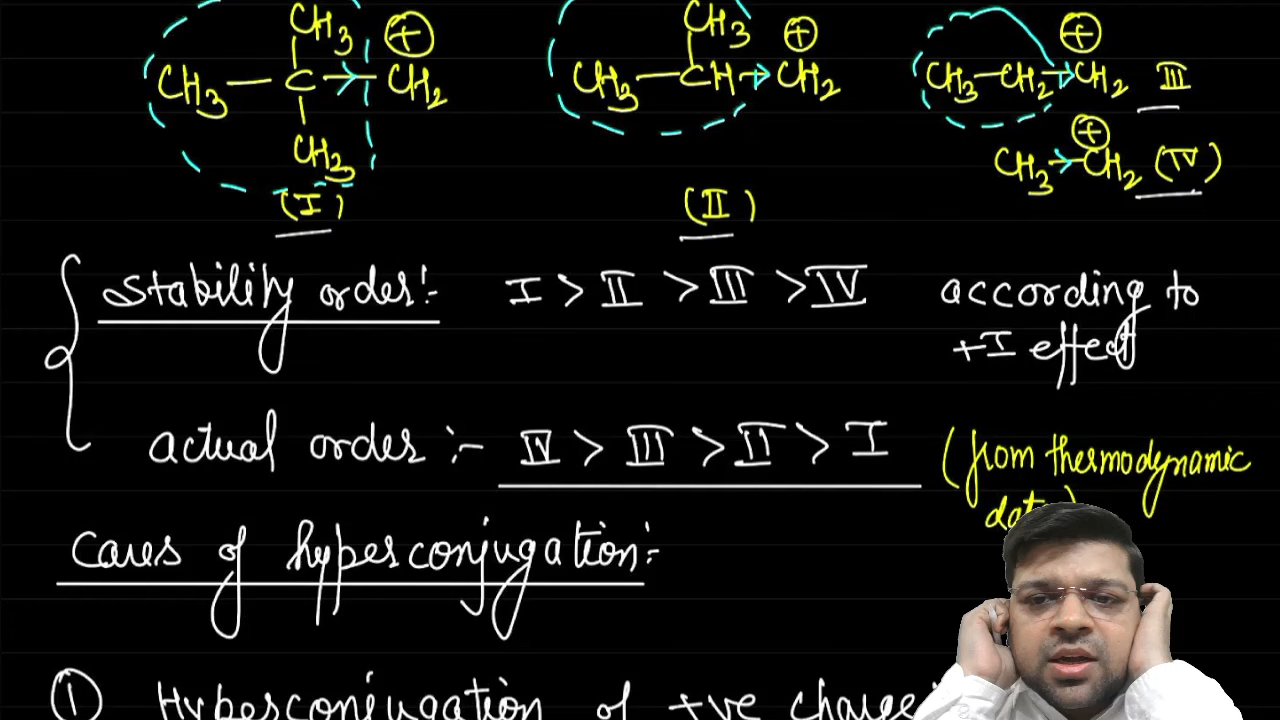 CH3 CH3
CH3 — C → CH2 ⊕ CH3 — CH → CH2 ⊕ CH3 — CH2 → CH2 ⊕ III
CH3 CH3 → CH2 ⊕ (IV)
(I) (II)
Stability order:- I > II > III > IV according to
+I effect
actual order :- IV > III > II > I (from thermodynamic
data)
Cases of hyperconjugation:-
① Hyperconjugation of +ve charge